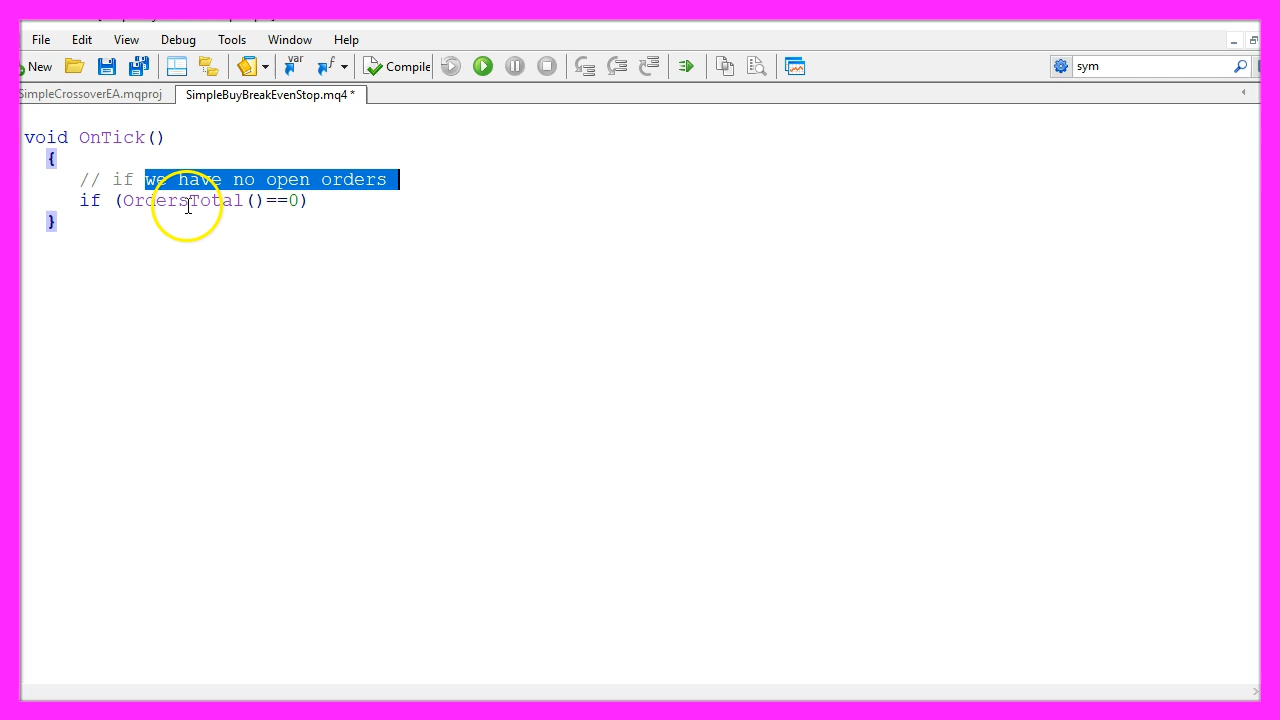 File Edit View Debug Tools Window Help
New var Compile sym
SimpleCrossoverEA.mqproj SimpleBuyBreakEvenStop.mq4 *
void OnTick()
{
// if we have no open orders
if (OrdersTotal()==0)
}